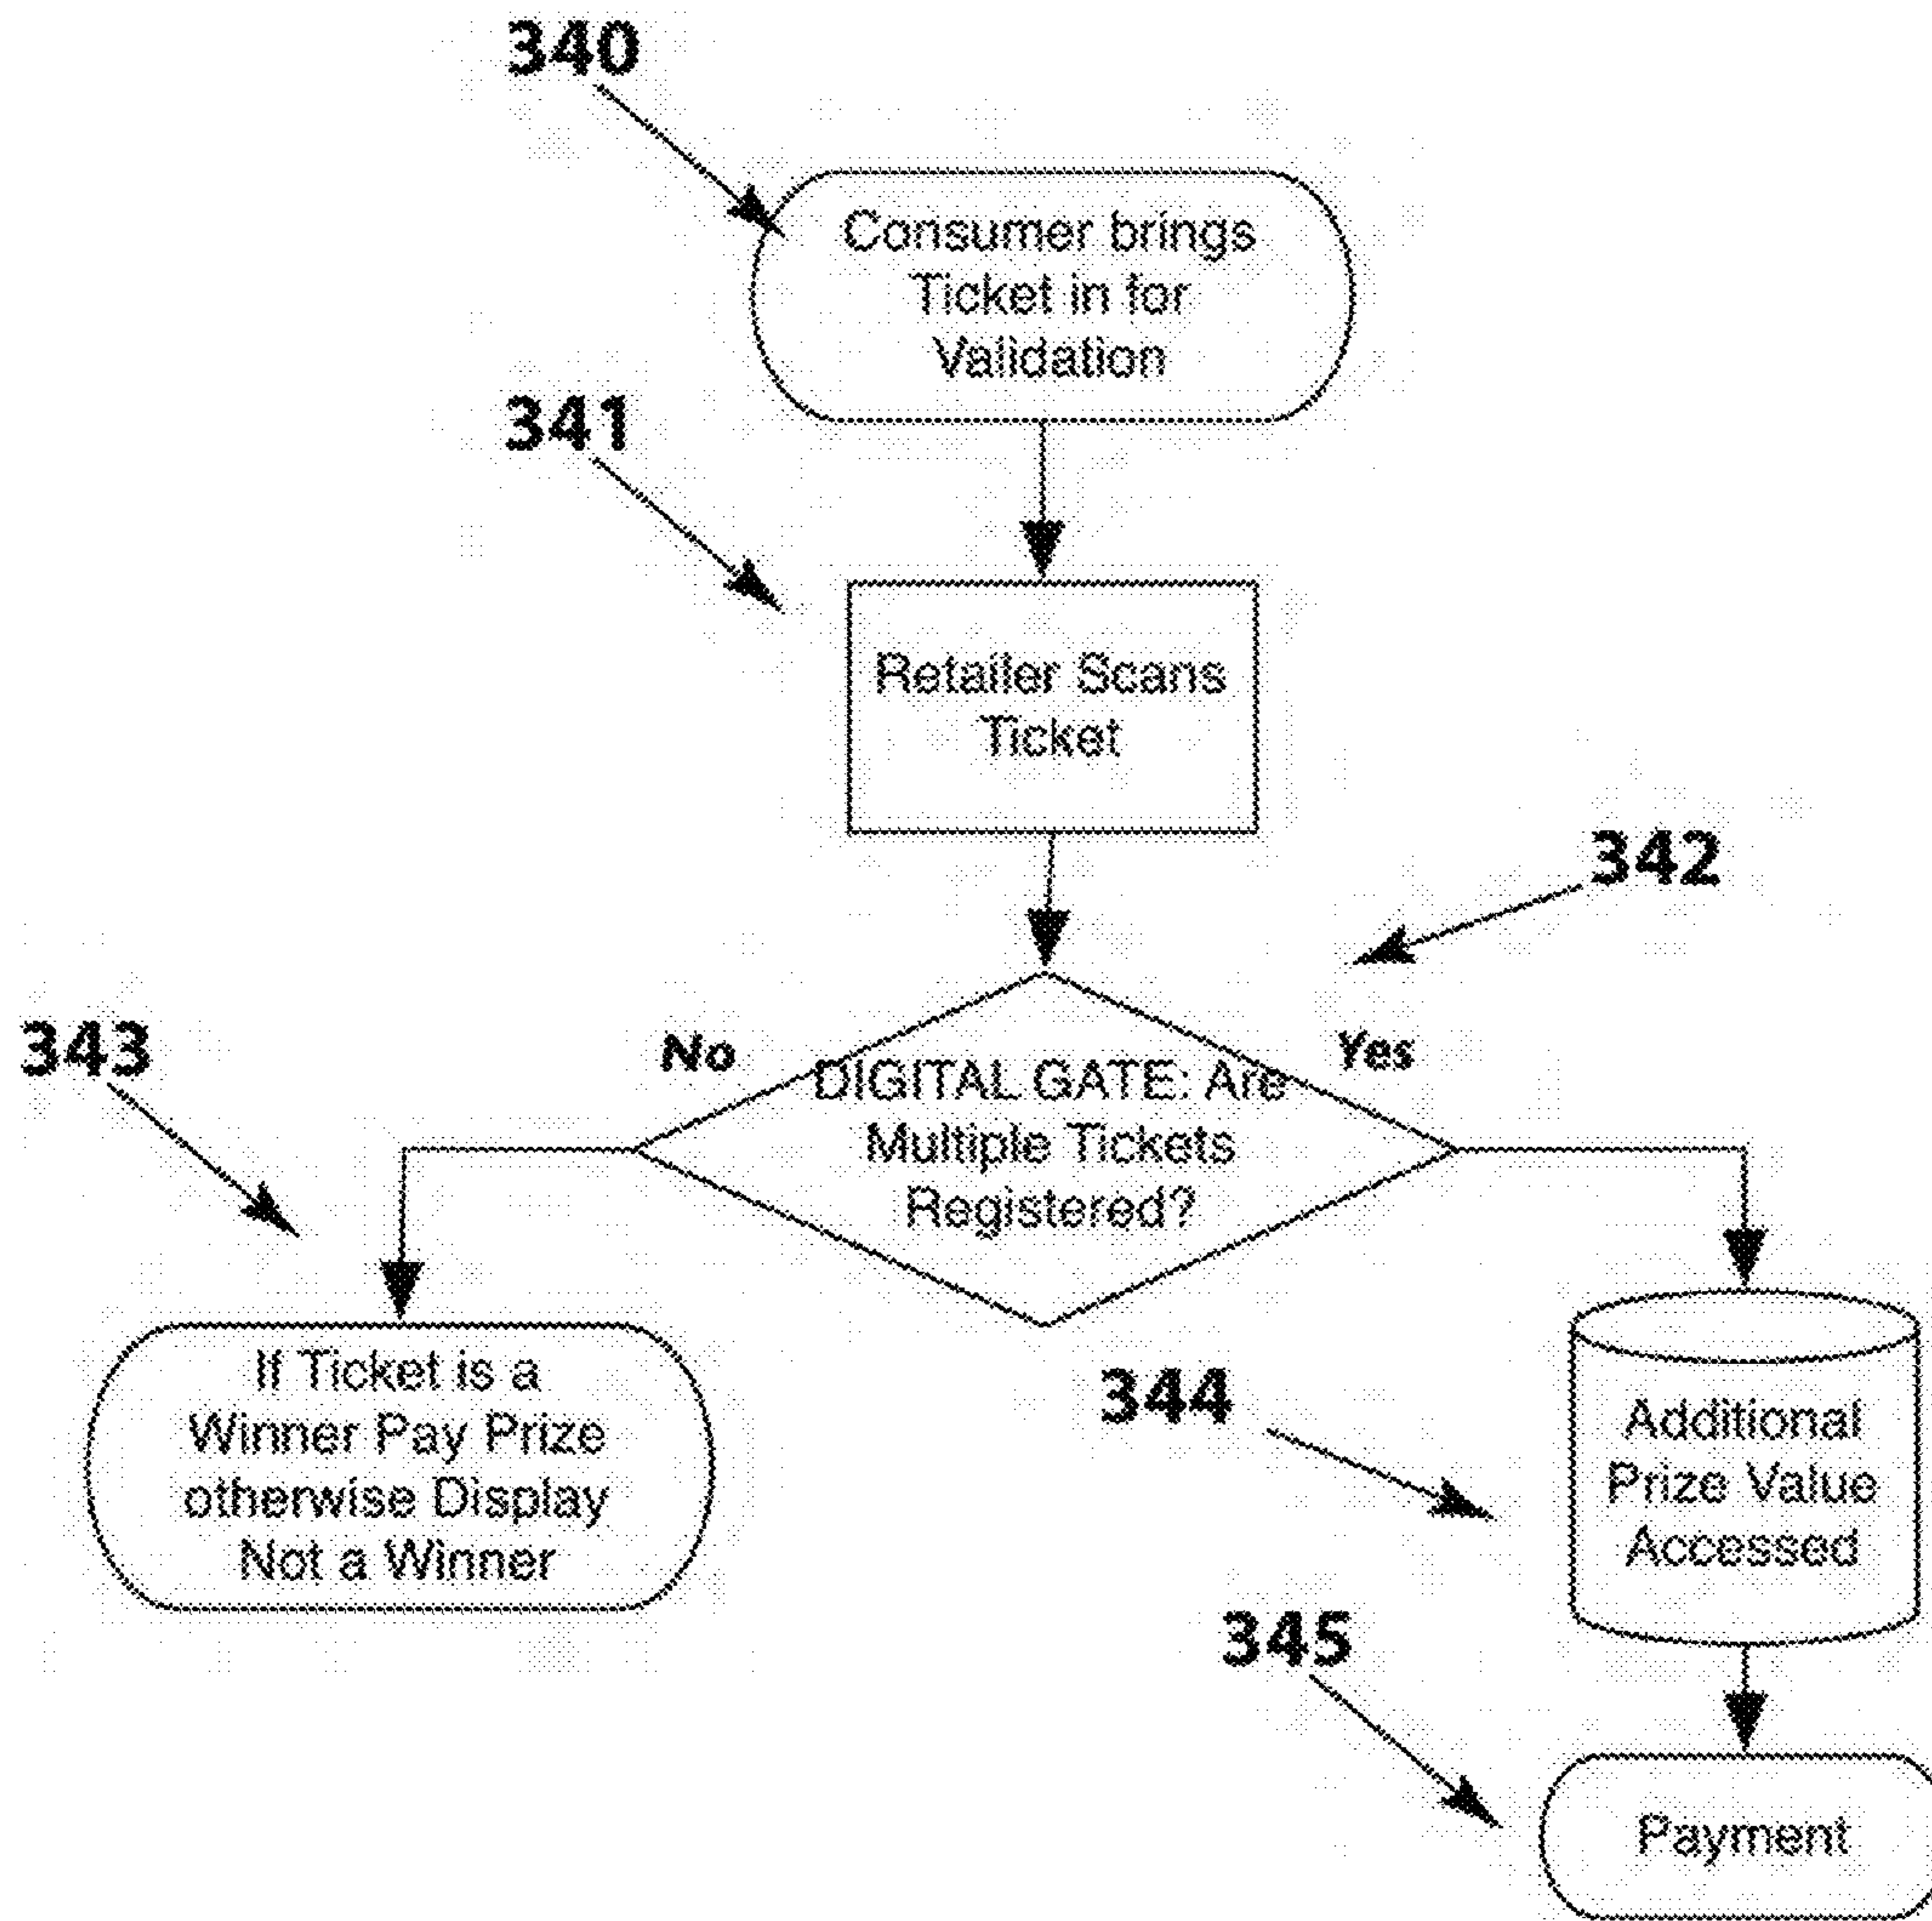 340
Consumer brings
Ticket in for
Validation
341
Retailer Scans
Ticket
342
343
No
Yes
DIGITAL GATE: Are
Multiple Tickets
Registered?
If Ticket is a
Winner Pay Prize
otherwise Display
Not a Winner
344
Additional
Prize Value
Accessed
345
Payment